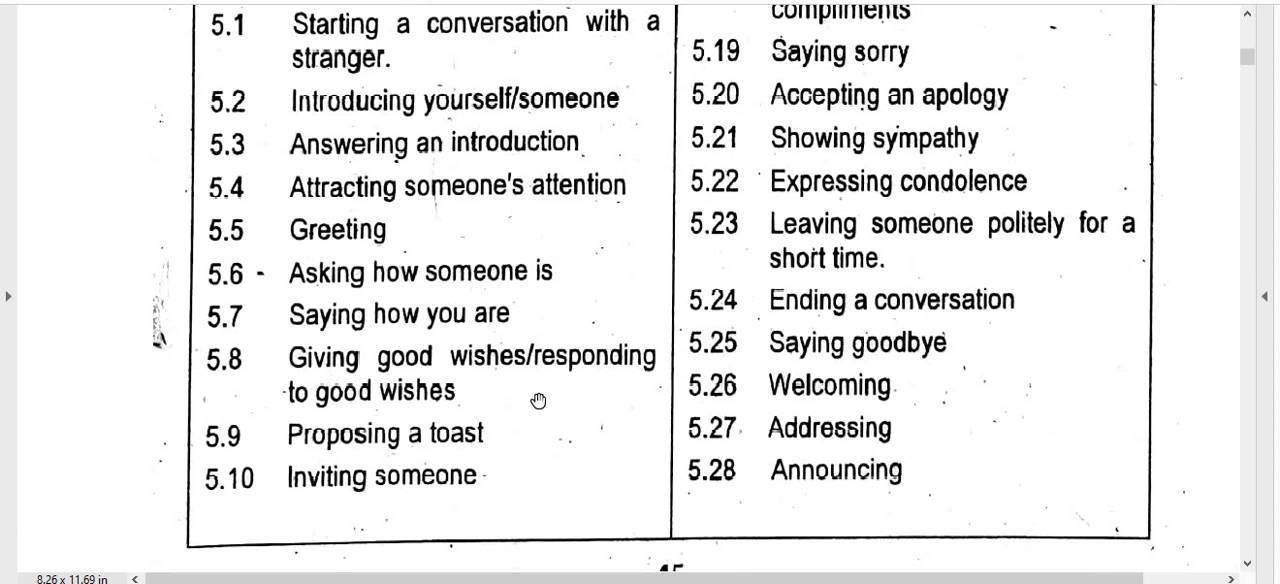 5.1 Starting a conversation with a
stranger.
5.2 Introducing yourself/someone
5.3 Answering an introduction
5.4 Attracting someone's attention
5.5 Greeting
5.6 - Asking how someone is
5.7 Saying how you are
5.8 Giving good wishes/responding
to good wishes
5.9 Proposing a toast
5.10 Inviting someone
compliments
5.19 Saying sorry
5.20 Accepting an apology
5.21 Showing sympathy
5.22 Expressing condolence
5.23 Leaving someone politely for a
short time.
5.24 Ending a conversation
5.25 Saying goodbye
5.26 Welcoming
5.27 Addressing
5.28 Announcing
8.26 x 11.69 in